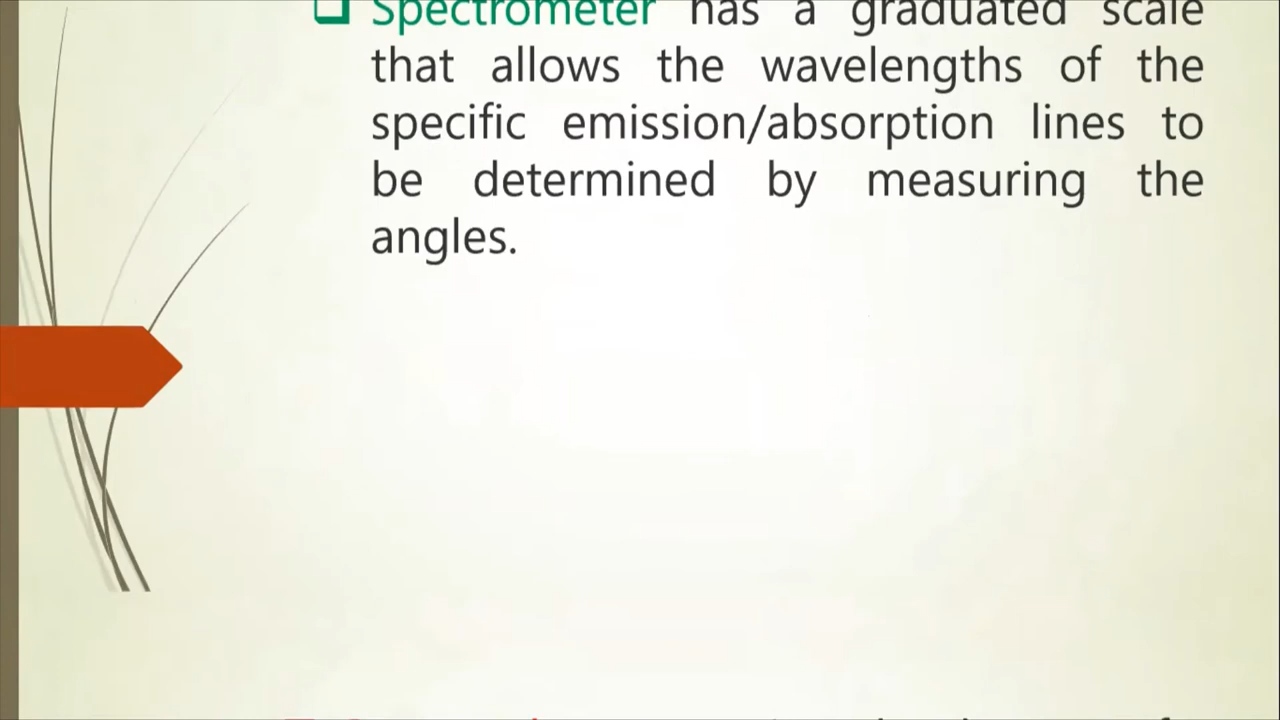 Spectrometer has a graduated scale
that allows the wavelengths of the
specific emission/absorption lines to
be determined by measuring the
angles.